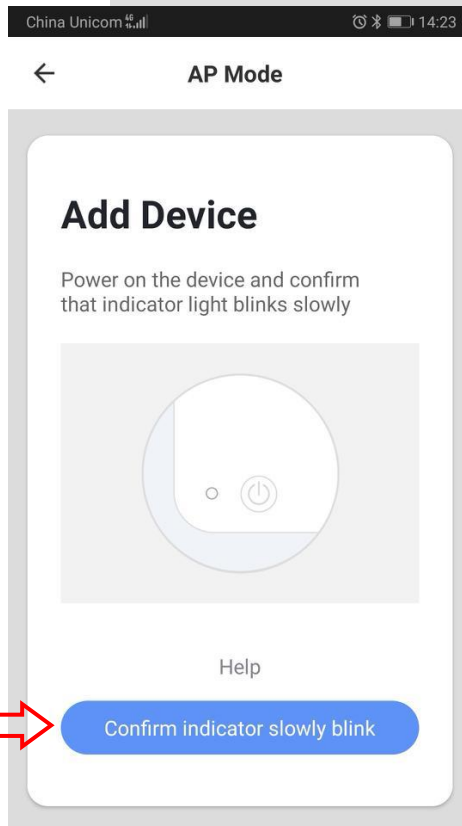 China Unicom 46 14:23
AP Mode
Add Device
Power on the device and confirm
that indicator light blinks slowly
Help
Confirm indicator slowly blink